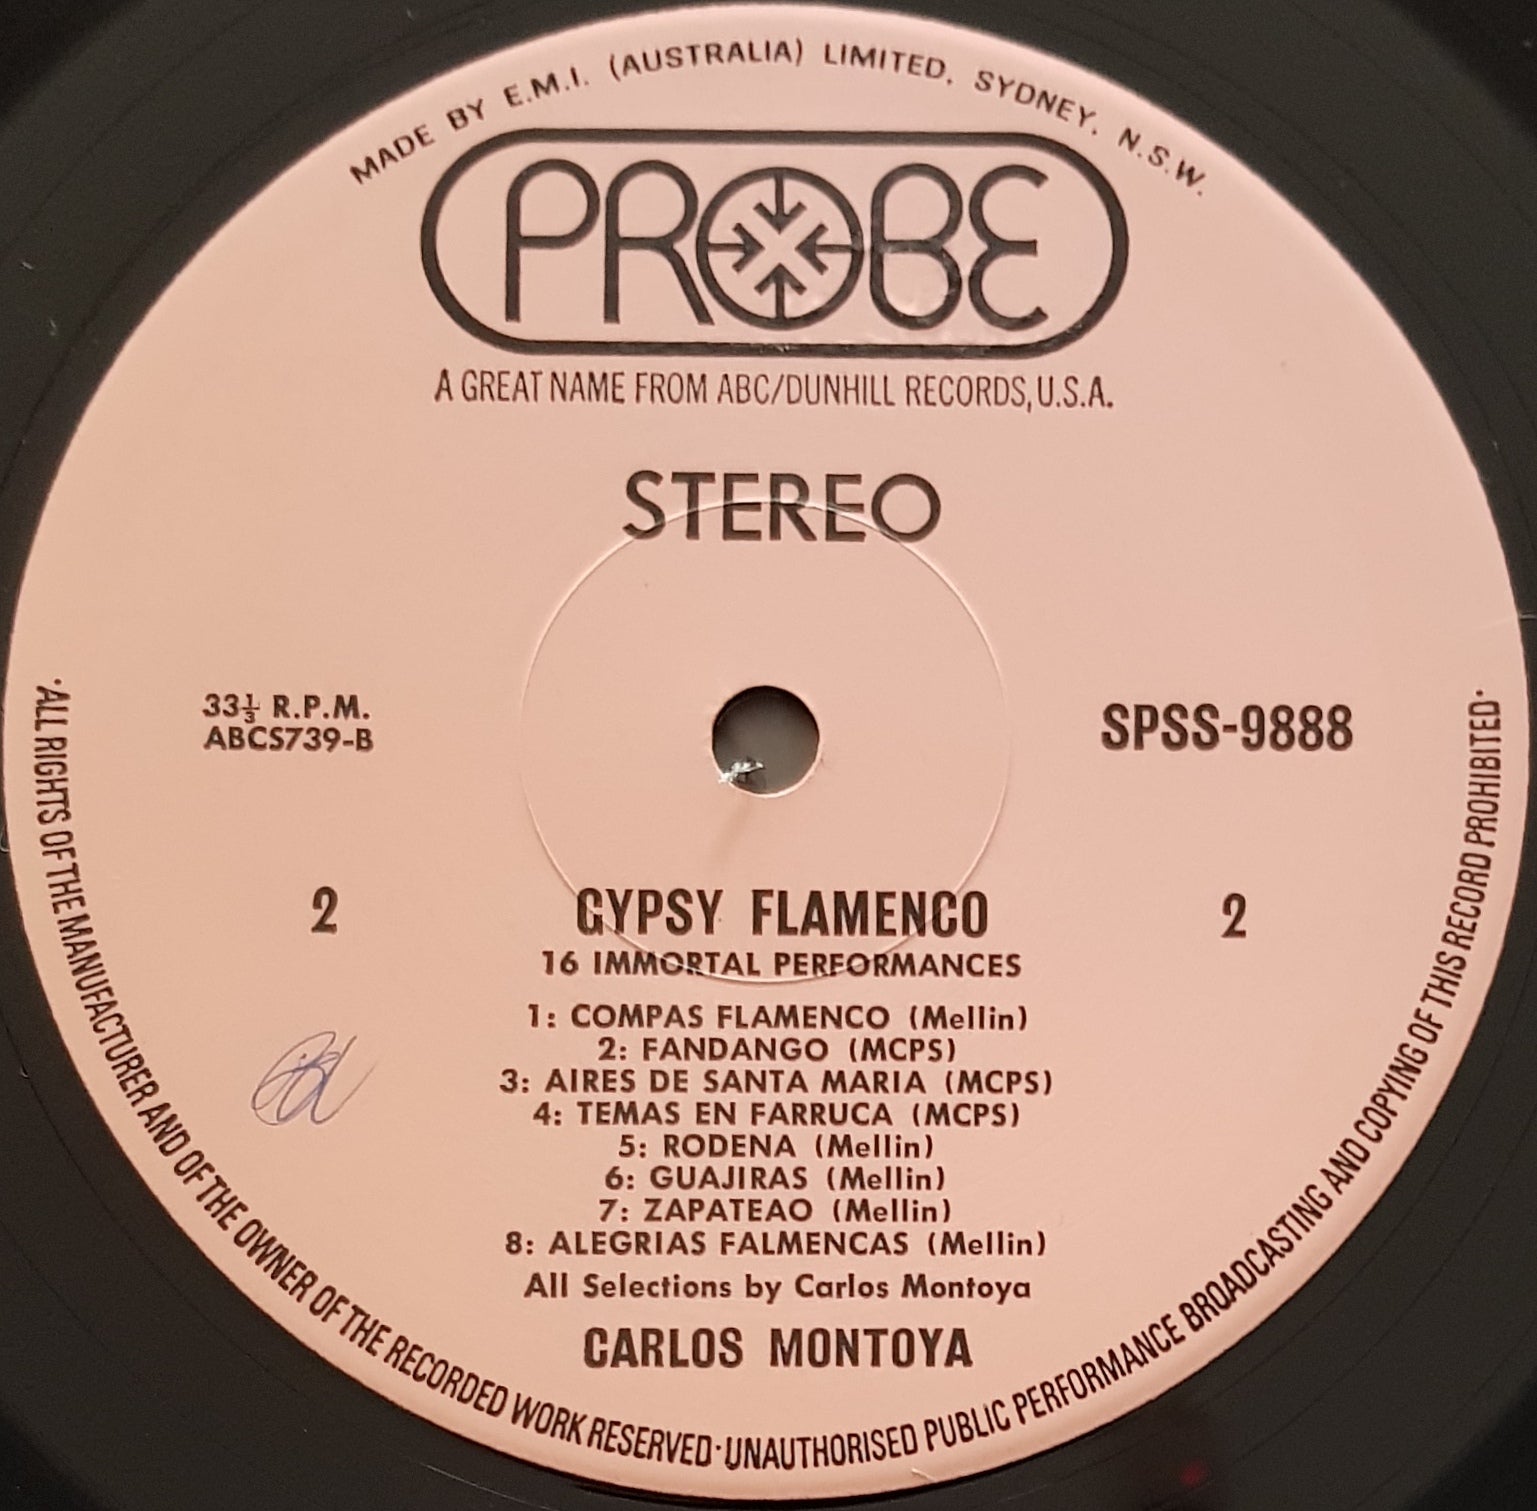 MADE BY E.M.I. (AUSTRALIA) LIMITED, SYDNEY, N.S.W.
PROBE
A GREAT NAME FROM ABC/DUNHILL RECORDS, U.S.A.
STEREO
33⅓ R.P.M.
ABCS739-B
SPSS-9888
2
2
GYPSY FLAMENCO
16 IMMORTAL PERFORMANCES
1: COMPAS FLAMENCO (Mellin)
2: FANDANGO (MCPS)
3: AIRES DE SANTA MARIA (MCPS)
4: TEMAS EN FARRUCA (MCPS)
5: RODENA (Mellin)
6: GUAJIRAS (Mellin)
7: ZAPATEAO (Mellin)
8: ALEGRIAS FALMENCAS (Mellin)
All Selections by Carlos Montoya
CARLOS MONTOYA
·ALL RIGHTS OF THE MANUFACTURER AND OF THE OWNER OF THE RECORDED WORK RESERVED·UNAUTHORISED PUBLIC PERFORMANCE BROADCASTING AND COPYING OF THIS RECORD PROHIBITED·